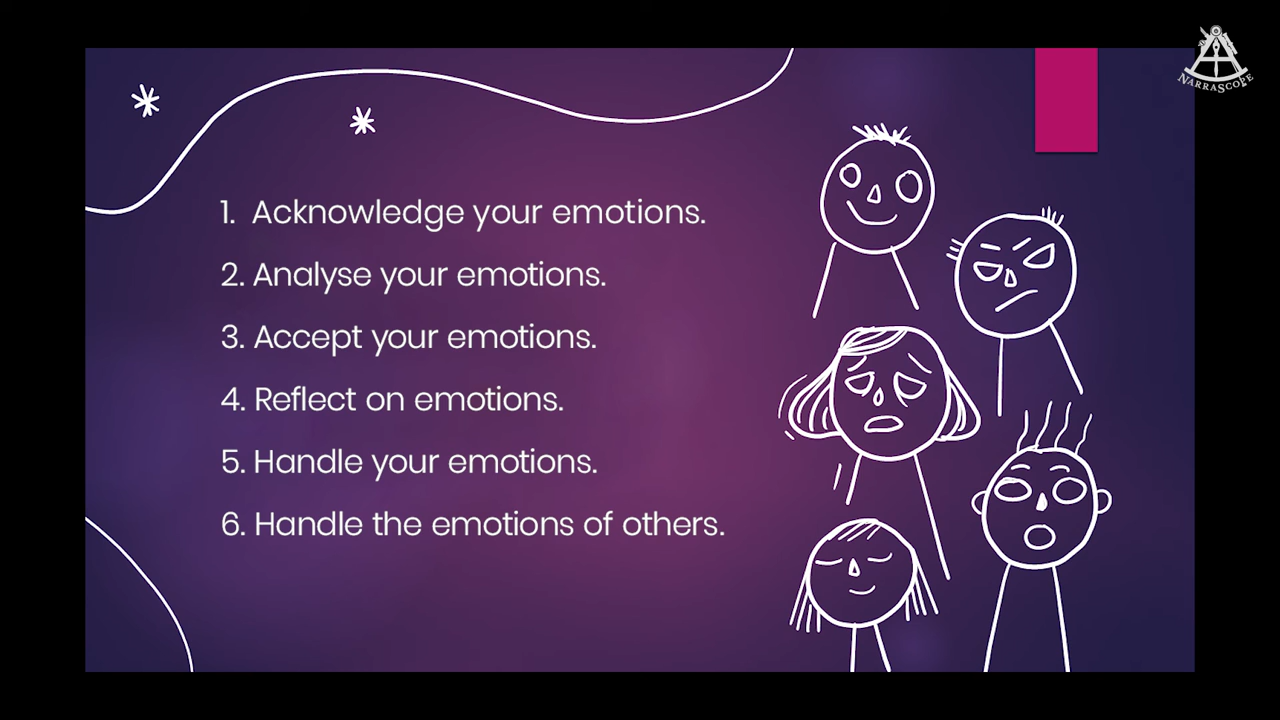 NARRASCOPE
1. Acknowledge your emotions.
2. Analyse your emotions.
3. Accept your emotions.
4. Reflect on emotions.
5. Handle your emotions.
6. Handle the emotions of others.